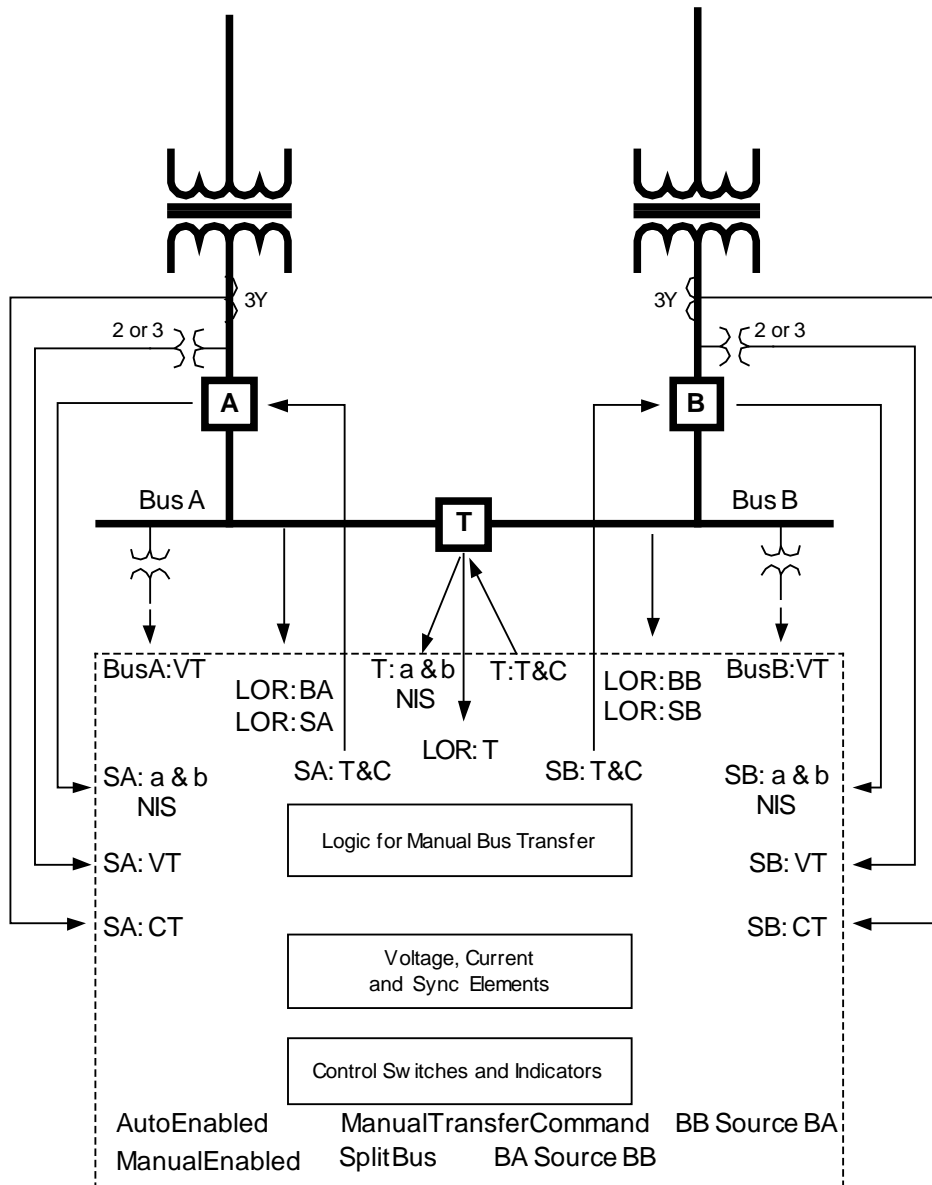 3Y
3Y
2 or 3
2 or 3
A
B
Bus A
T
Bus B
BusA:VT
T: a & b
NIS
T:T&C
BusB:VT
LOR:BA
LOR:SA
LOR:BB
LOR:SB
LOR: T
SA: T&C
SB: T&C
SA: a & b
NIS
SB: a & b
NIS
Logic for Manual Bus Transfer
SA: VT
SB: VT
SA: CT
SB: CT
Voltage, Current
and Sync Elements
Control Switches and Indicators
AutoEnabled
ManualTransferCommand
BB Source BA
ManualEnabled
SplitBus
BA Source BB